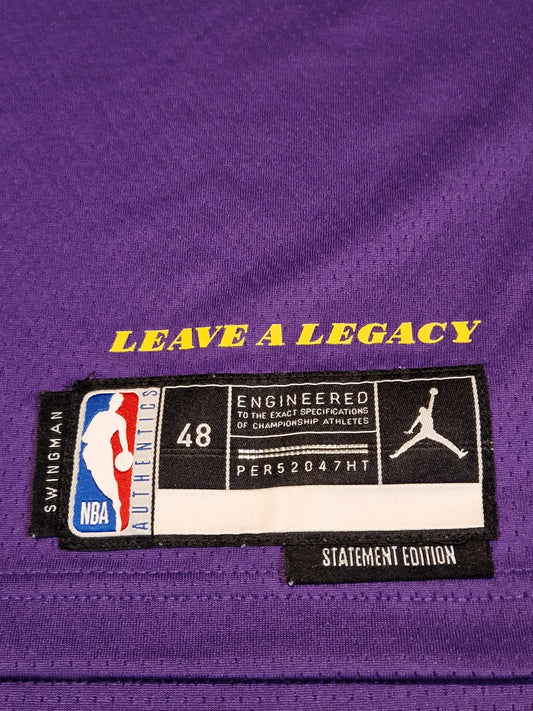 LEAVE A LEGACY
SWINGMAN
NBA
AUTHENTICS
48
ENGINEERED
TO THE EXACT SPECIFICATIONS
OF CHAMPIONSHIP ATHLETES
PER52047HT
STATEMENT EDITION